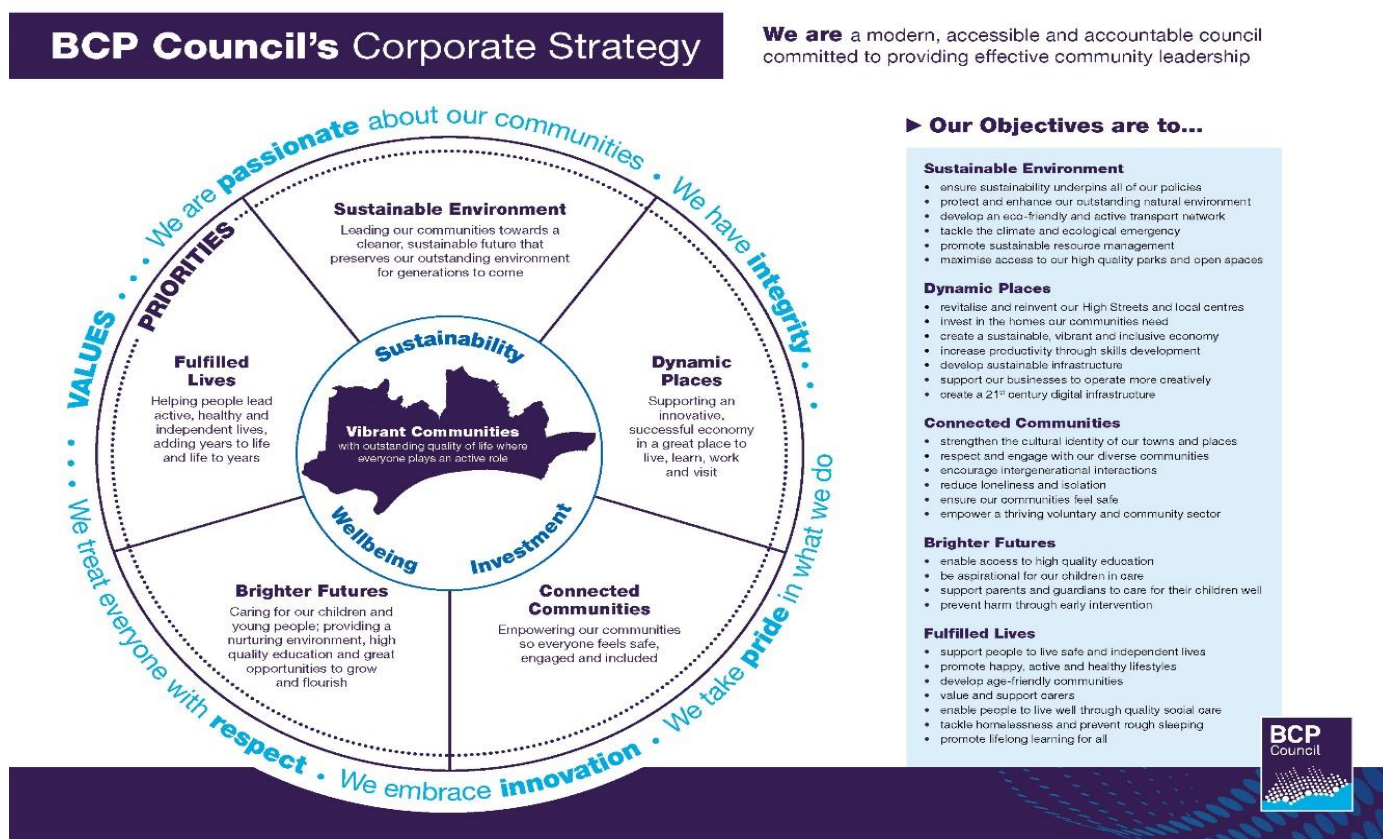 BCP Council's Corporate Strategy
We are a modern, accessible and accountable council
committed to providing effective community leadership
VALUES . . . We are passionate about our communities • We have integrity . . .
. . . We treat everyone with respect • We embrace innovation • We take pride in what we do
PRIORITIES
Sustainable Environment
Leading our communities towards a
cleaner, sustainable future that
preserves our outstanding environment
for generations to come
Fulfilled
Lives
Helping people lead
active, healthy and
independent lives,
adding years to life
and life to years
Sustainability
Vibrant Communities
with outstanding quality of life where
everyone plays an active role
Wellbeing
Investment
Dynamic
Places
Supporting an
innovative,
successful economy
in a great place to
live, learn, work
and visit
Brighter Futures
Caring for our children and
young people; providing a
nurturing environment, high
quality education and great
opportunities to grow
and flourish
Connected
Communities
Empowering our communities
so everyone feels safe,
engaged and included
► Our Objectives are to...
Sustainable Environment
• ensure sustainability underpins all of our policies
• protect and enhance our outstanding natural environment
• develop an eco-friendly and active transport network
• tackle the climate and ecological emergency
• promote sustainable resource management
• maximise access to our high quality parks and open spaces
Dynamic Places
• revitalise and reinvent our High Streets and local centres
• invest in the homes our communities need
• create a sustainable, vibrant and inclusive economy
• increase productivity through skills development
• develop sustainable infrastructure
• support our businesses to operate more creatively
• create a 21st century digital infrastructure
Connected Communities
• strengthen the cultural identity of our towns and places
• respect and engage with our diverse communities
• encourage intergenerational interactions
• reduce loneliness and isolation
• ensure our communities feel safe
• empower a thriving voluntary and community sector
Brighter Futures
• enable access to high quality education
• be aspirational for our children in care
• support parents and guardians to care for their children well
• prevent harm through early intervention
Fulfilled Lives
• support people to live safe and independent lives
• promote happy, active and healthy lifestyles
• develop age-friendly communities
• value and support carers
• enable people to live well through quality social care
• tackle homelessness and prevent rough sleeping
• promote lifelong learning for all
BCP
Council